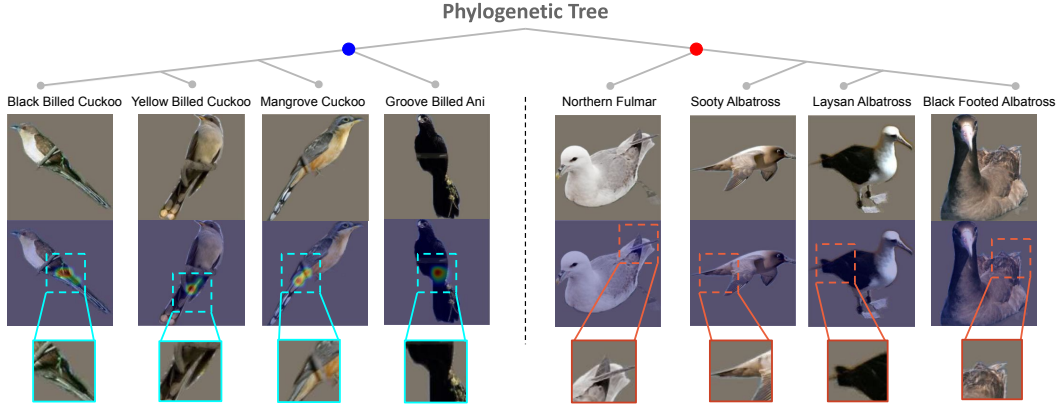 Phylogenetic Tree
Black Billed Cuckoo
Yellow Billed Cuckoo
Mangrove Cuckoo
Groove Billed Ani
Northern Fulmar
Sooty Albatross
Laysan Albatross
Black Footed Albatross